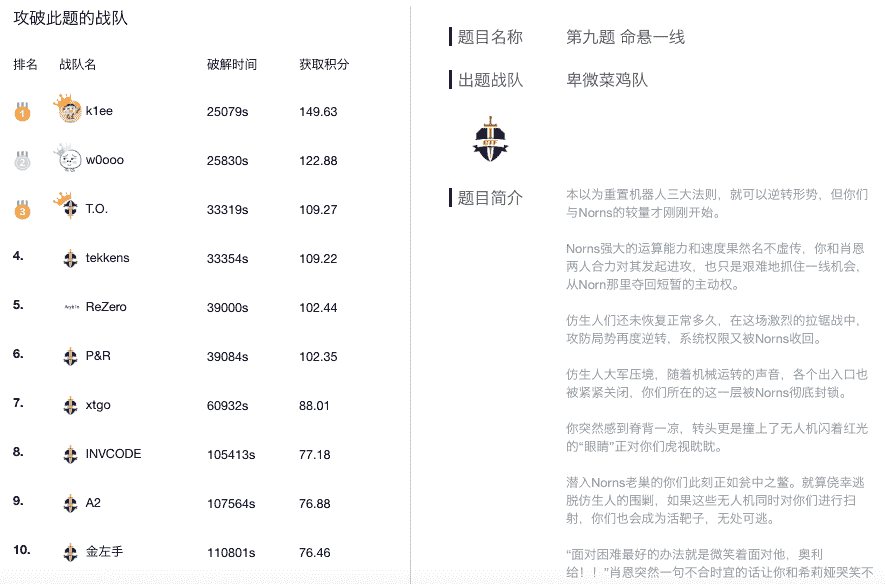 攻破此题的战队
排名 战队名 破解时间 获取积分
1 k1ee 25079s 149.63
2 w0ooo 25830s 122.88
3 T.O. 33319s 109.27
4. tekkens 33354s 109.22
5. ReZero 39000s 102.44
6. P&R 39084s 102.35
7. xtgo 60932s 88.01
8. INVCODE 105413s 77.18
9. A2 107564s 76.88
10. 金左手 110801s 76.46
题目名称 第九题 命悬一线
出题战队 卑微菜鸡队
CTF
题目简介
本以为重置机器人三大法则，就可以逆转形势，但你们
与Norns的较量才刚刚开始。
Norns强大的运算能力和速度果然名不虚传，你和肖恩
两人合力对其发起进攻，也只是艰难地抓住一线机会，
从Norn那里夺回短暂的主动权。
仿生人们还未恢复正常多久，在这场激烈的拉锯战中，
攻防局势再度逆转，系统权限又被Norns收回。
仿生人大军压境，随着机械运转的声音，各个出入口也
被紧紧关闭，你们所在的这一层被Norns彻底封锁。
你突然感到脊背一凉，转头更是撞上了无人机闪着红光
的“眼睛”正对你们虎视眈眈。
潜入Norns老巢的你们此刻正如瓮中之鳖。就算侥幸逃
脱仿生人的围剿，如果这些无人机同时对你们进行扫
射，你们也会成为活靶子，无处可逃。
“面对困难最好的办法就是微笑着面对他，奥利
给！！”肖恩突然一句不合时宜的话让你和希莉娅哭笑不